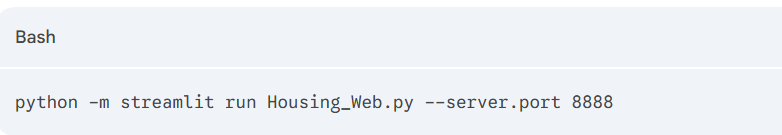 Bash
python -m streamlit run Housing_Web.py --server.port 8888